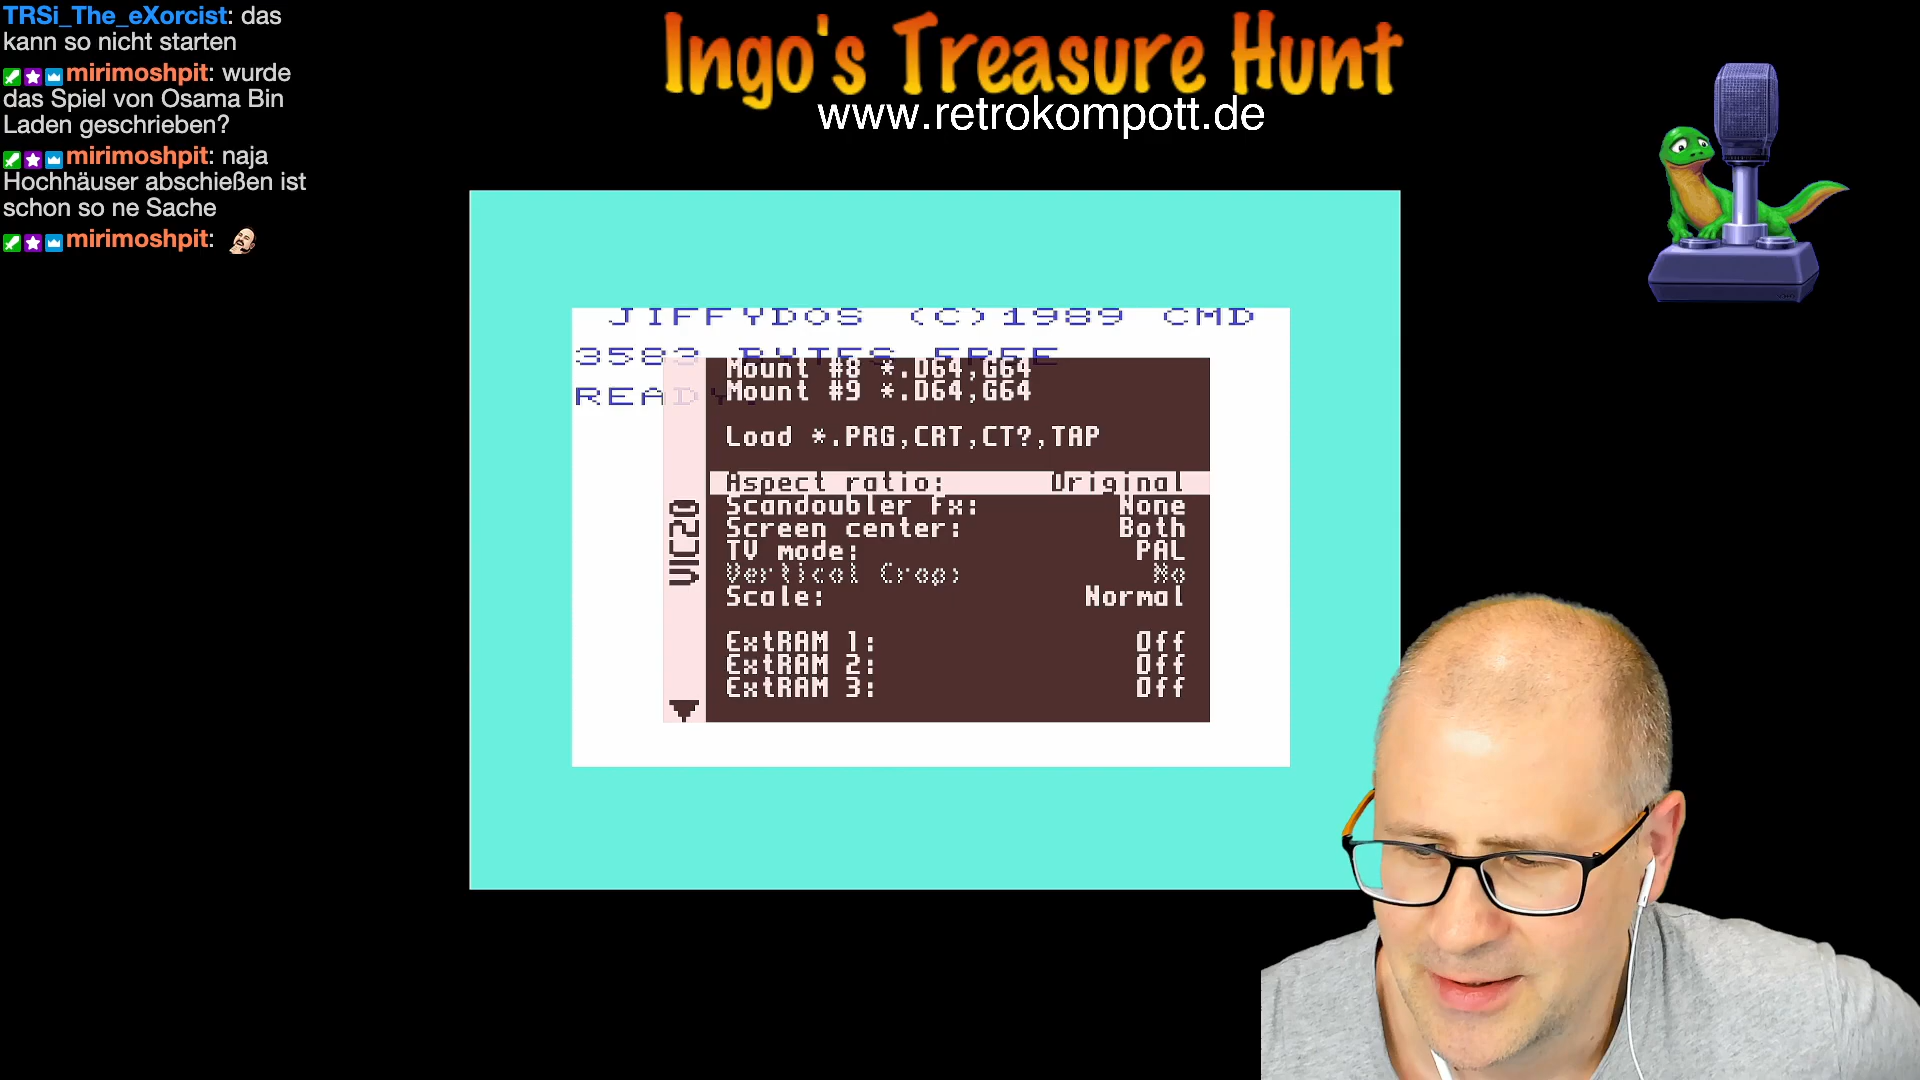 TRSi_The_eXorcist: das
kann so nicht starten
mirimoshpit: wurde
das Spiel von Osama Bin
Laden geschrieben?
mirimoshpit: naja
Hochhäuser abschießen ist
schon so ne Sache
mirimoshpit:
Ingo's Treasure Hunt
www.retrokompott.de
JIFFYDOS (C)1989 CMD
3583 BYTES FREE
READY.
VIC20
Mount #8 *.D64,G64
Mount #9 *.D64,G64
Load *.PRG,CRT,CT?,TAP
Aspect ratio: Original
Scandoubler Fx: None
Screen center: Both
TV mode: PAL
Vertical Crop: No
Scale: Normal
ExtRAM 1: Off
ExtRAM 2: Off
ExtRAM 3: Off